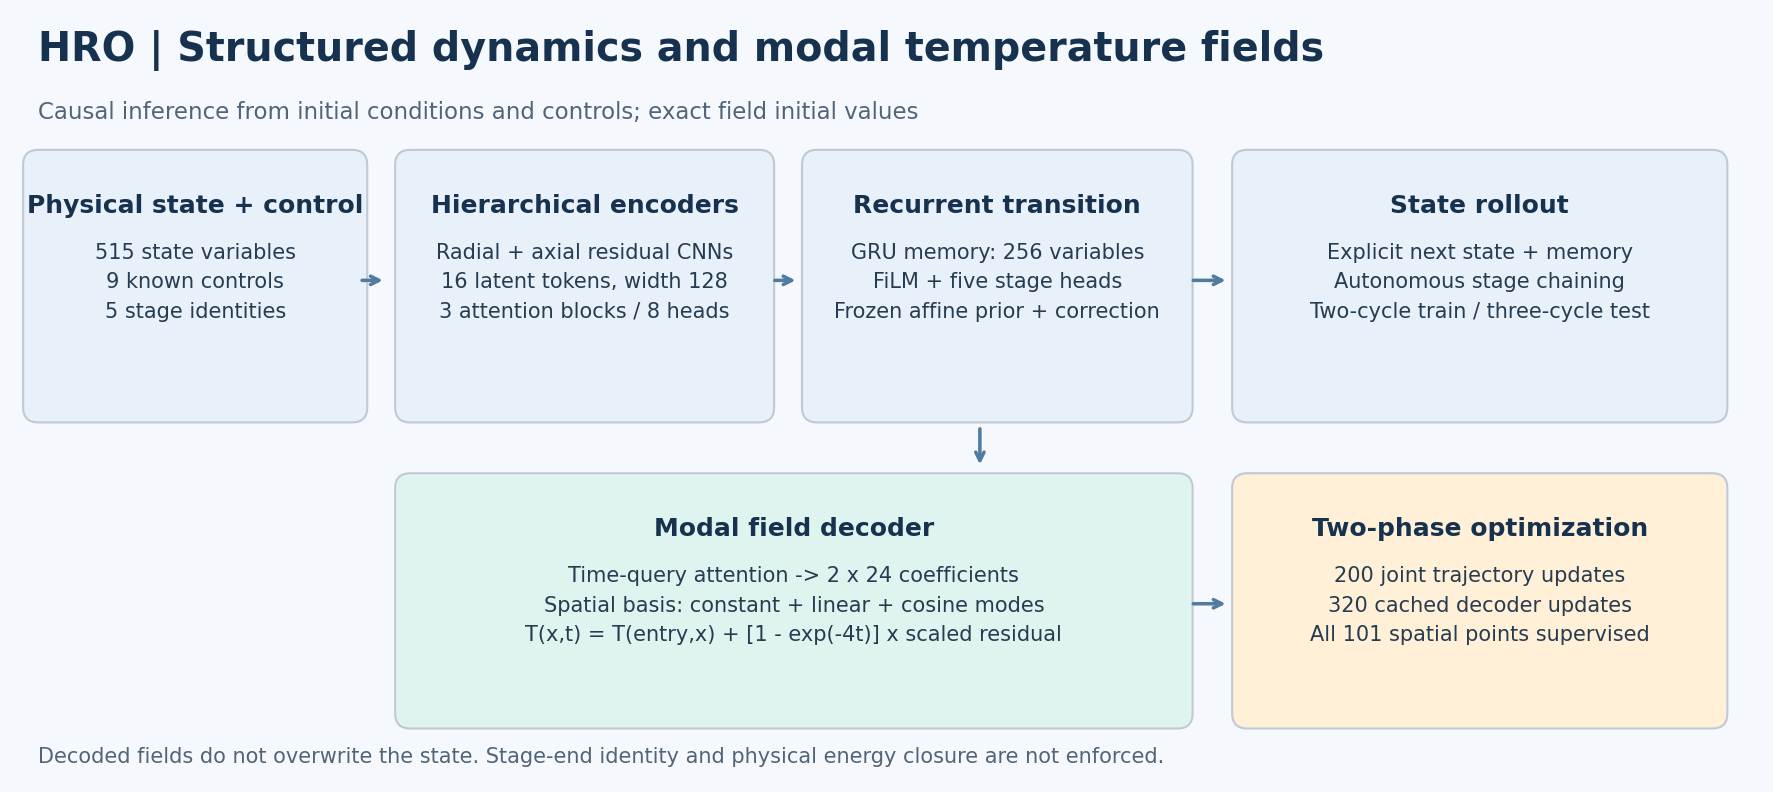 HRO | Structured dynamics and modal temperature fields
Causal inference from initial conditions and controls; exact field initial values
Physical state + control
515 state variables
9 known controls
5 stage identities
Hierarchical encoders
Radial + axial residual CNNs
16 latent tokens, width 128
3 attention blocks / 8 heads
Recurrent transition
GRU memory: 256 variables
FiLM + five stage heads
Frozen affine prior + correction
State rollout
Explicit next state + memory
Autonomous stage chaining
Two-cycle train / three-cycle test
Modal field decoder
Time-query attention -> 2 x 24 coefficients
Spatial basis: constant + linear + cosine modes
T(x,t) = T(entry,x) + [1 - exp(-4t)] x scaled residual
Two-phase optimization
200 joint trajectory updates
320 cached decoder updates
All 101 spatial points supervised
Decoded fields do not overwrite the state. Stage-end identity and physical energy closure are not enforced.